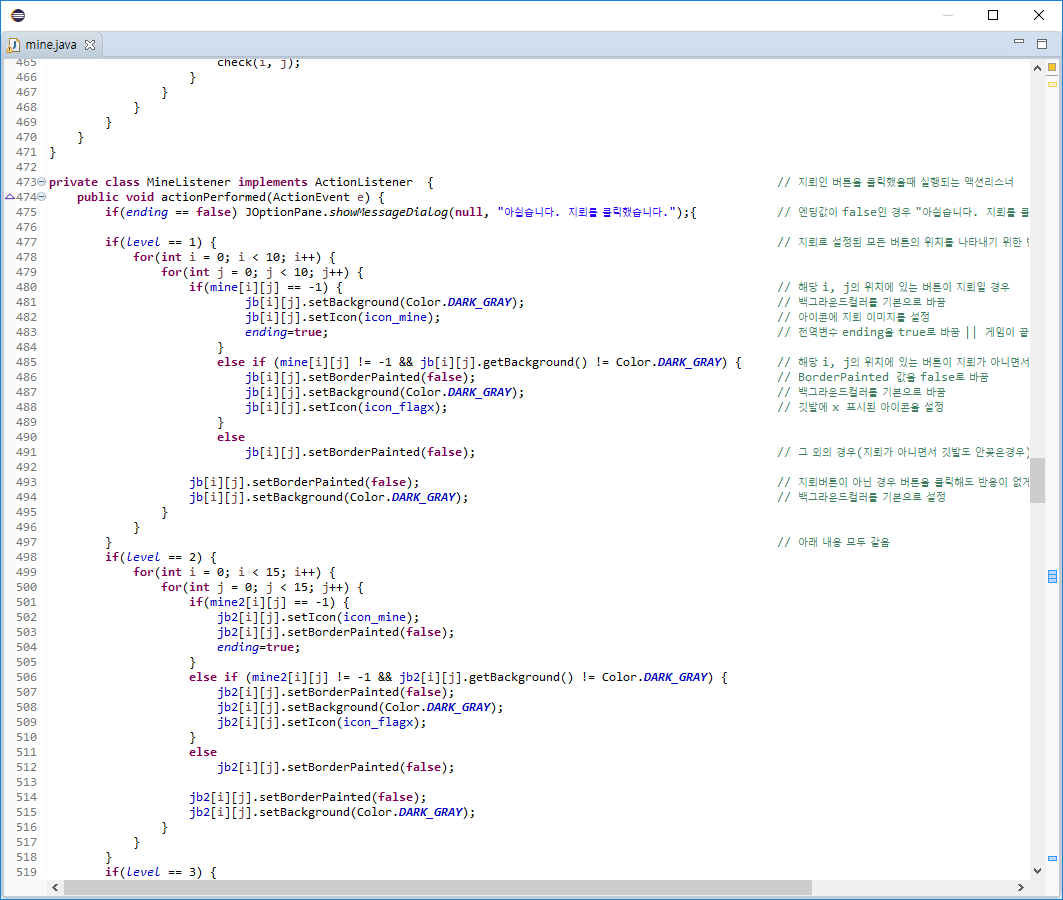 mine.java
465 check(i, j);
466 }
467 }
468 }
469 }
470 }
471 }
472
473 private class MineListener implements ActionListener { // 지뢰인 버튼을 클릭했을때 실행되는 액션리스너
474 public void actionPerformed(ActionEvent e) {
475 if(ending == false) JOptionPane.showMessageDialog(null, "아쉽습니다. 지뢰를 클릭했습니다.");{ // 엔딩값이 false인 경우 "아쉽습니다. 지뢰를 클
476
477 if(level == 1) { // 지뢰로 설정된 모든 버튼의 위치를 나타내기 위한
478 for(int i = 0; i < 10; i++) {
479 for(int j = 0; j < 10; j++) {
480 if(mine[i][j] == -1) { // 해당 i, j의 위치에 있는 버튼이 지뢰일 경우
481 jb[i][j].setBackground(Color.DARK_GRAY); // 백그라운드컬러를 기본으로 바꿈
482 jb[i][j].setIcon(icon_mine); // 아이콘에 지뢰 이미지를 설정
483 ending=true; // 전역변수 ending을 true로 바꿈 || 게임이 끝
484 }
485 else if (mine[i][j] != -1 && jb[i][j].getBackground() != Color.DARK_GRAY) { // 해당 i, j의 위치에 있는 버튼이 지뢰가 아니면서
486 jb[i][j].setBorderPainted(false); // BorderPainted 값을 false로 바꿈
487 jb[i][j].setBackground(Color.DARK_GRAY); // 백그라운드컬러를 기본으로 바꿈
488 jb[i][j].setIcon(icon_flagx); // 깃발에 x 표시된 아이콘을 설정
489 }
490 else
491 jb[i][j].setBorderPainted(false); // 그 외의 경우(지뢰가 아니면서 깃발도 안꽂은경우)
492
493 jb[i][j].setBorderPainted(false); // 지뢰버튼이 아닌 경우 버튼을 클릭해도 반응이 없게
494 jb[i][j].setBackground(Color.DARK_GRAY); // 백그라운드컬러를 기본으로 설정
495 }
496 }
497 } // 아래 내용 모두 같음
498 if(level == 2) {
499 for(int i = 0; i < 15; i++) {
500 for(int j = 0; j < 15; j++) {
501 if(mine2[i][j] == -1) {
502 jb2[i][j].setIcon(icon_mine);
503 jb2[i][j].setBorderPainted(false);
504 ending=true;
505 }
506 else if (mine2[i][j] != -1 && jb2[i][j].getBackground() != Color.DARK_GRAY) {
507 jb2[i][j].setBorderPainted(false);
508 jb2[i][j].setBackground(Color.DARK_GRAY);
509 jb2[i][j].setIcon(icon_flagx);
510 }
511 else
512 jb2[i][j].setBorderPainted(false);
513
514 jb2[i][j].setBorderPainted(false);
515 jb2[i][j].setBackground(Color.DARK_GRAY);
516 }
517 }
518 }
519 if(level == 3) {